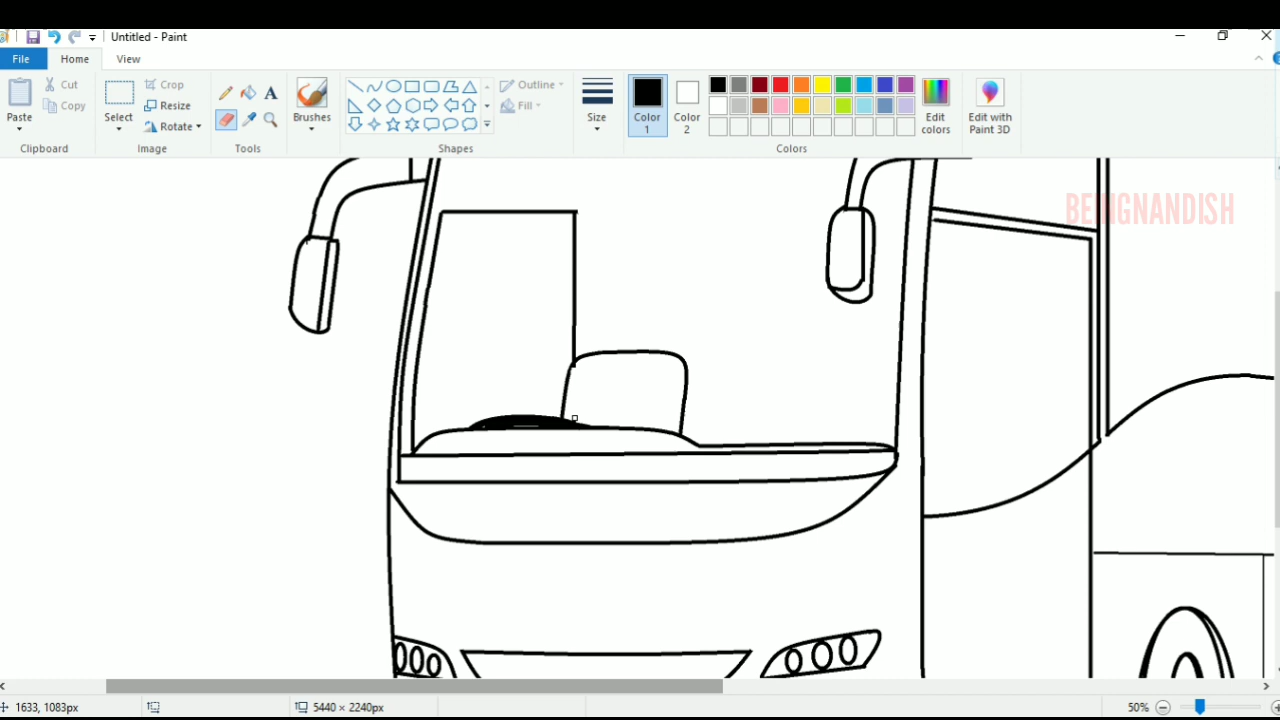 Untitled - Paint
File Home View
Paste
Cut
Copy
Clipboard
Select
Crop
Resize
Rotate
Image
Tools
Brushes
Shapes
Outline
Fill
Size
Color 1
Color 2
Edit colors
Colors
Edit with Paint 3D
BEINGNANDISH
1633, 1083px
5440 × 2240px
50%